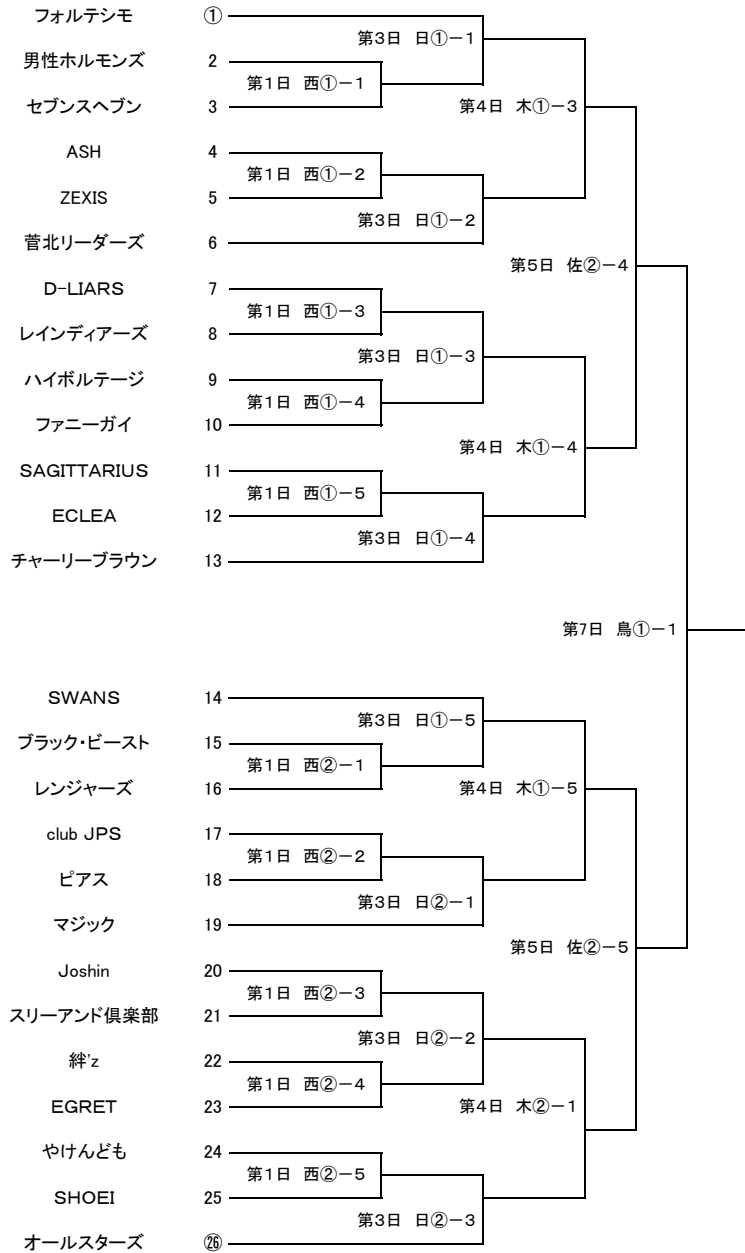 フォルテシモ ①
第3日 日①－1
男性ホルモンズ 2
第1日 西①－1
セブンスヘブン 3
第4日 木①－3
ASH 4
第1日 西①－2
ZEXIS 5
第3日 日①－2
菅北リーダーズ 6
第5日 佐②－4
D-LIARS 7
第1日 西①－3
レインディアーズ 8
第3日 日①－3
ハイボルテージ 9
第1日 西①－4
ファニーガイ 10
第4日 木①－4
SAGITTARIUS 11
第1日 西①－5
ECLEA 12
第3日 日①－4
チャーリーブラウン 13
第7日 鳥①－1
SWANS 14
第3日 日①－5
ブラック・ビースト 15
第1日 西②－1
レンジャーズ 16
第4日 木①－5
club JPS 17
第1日 西②－2
ピアス 18
第3日 日②－1
マジック 19
第5日 佐②－5
Joshin 20
第1日 西②－3
スリーアンド倶楽部 21
第3日 日②－2
絆'z 22
第1日 西②－4
EGRET 23
第4日 木②－1
やけんども 24
第1日 西②－5
SHOEI 25
第3日 日②－3
オールスターズ ㉖